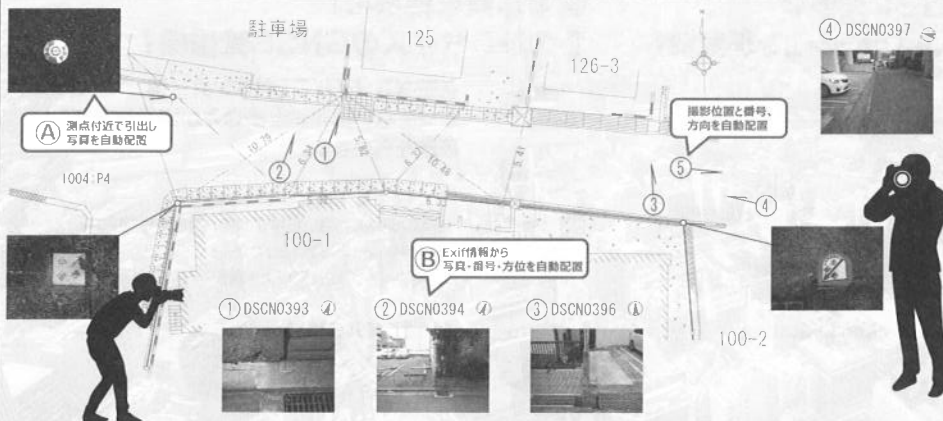 駐車場
125
126-3
④ DSCN0397
Ⓐ 測点付近で引出し
写真を自動配置
撮影位置と番号、
方向を自動配置
1004:P4
10.79
6.34
5.82
6.37
10.48
5.41
①
②
③
④
⑤
100-1
Ⓑ Exif情報から
写真・番号・方位を自動配置
① DSCN0393
② DSCN0394
③ DSCN0396
100-2